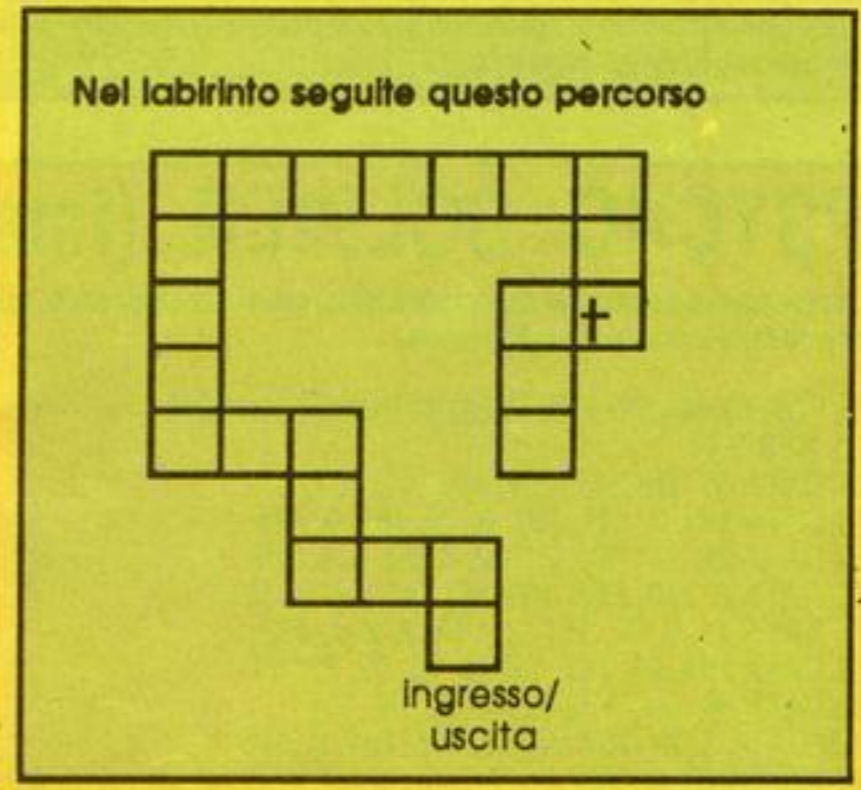 Nel labirinto seguite questo percorso
†
ingresso/
uscita